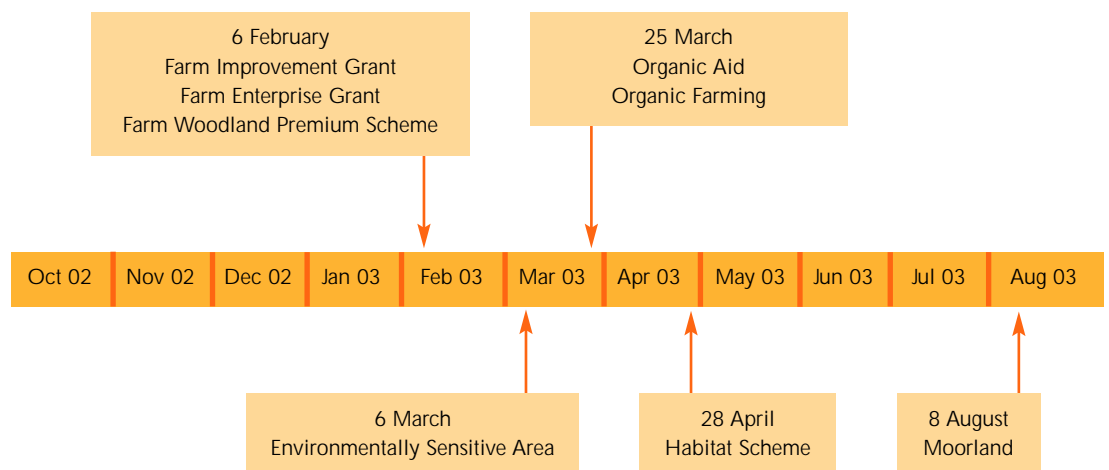 6 February
Farm Improvement Grant
Farm Enterprise Grant
Farm Woodland Premium Scheme
25 March
Organic Aid
Organic Farming
Oct 02
Nov 02
Dec 02
Jan 03
Feb 03
Mar 03
Apr 03
May 03
Jun 03
Jul 03
Aug 03
6 March
Environmentally Sensitive Area
28 April
Habitat Scheme
8 August
Moorland